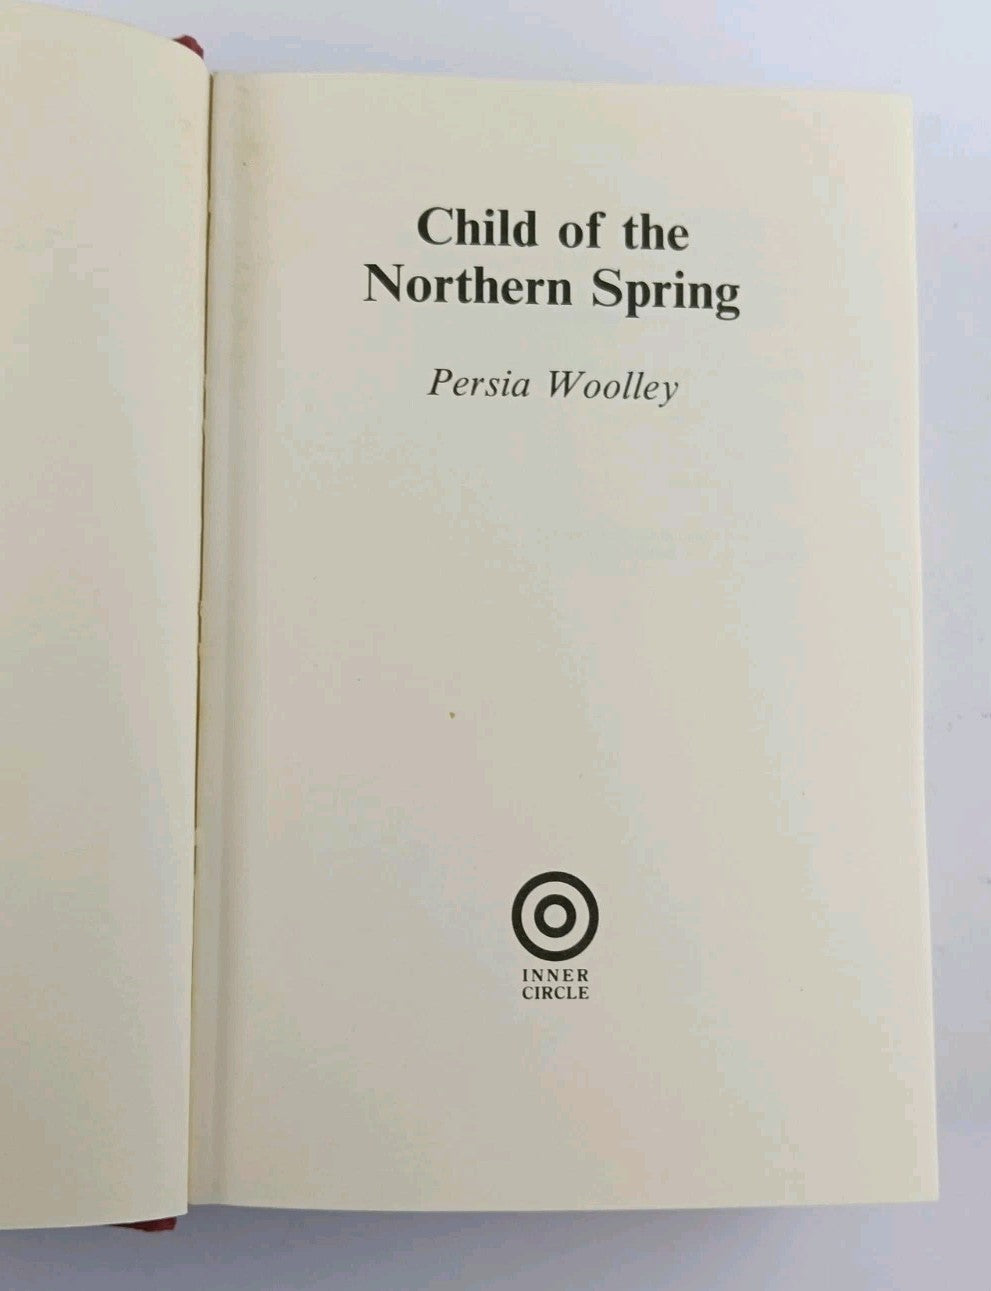 Child of the
Northern Spring
Persia Woolley
INNER
CIRCLE